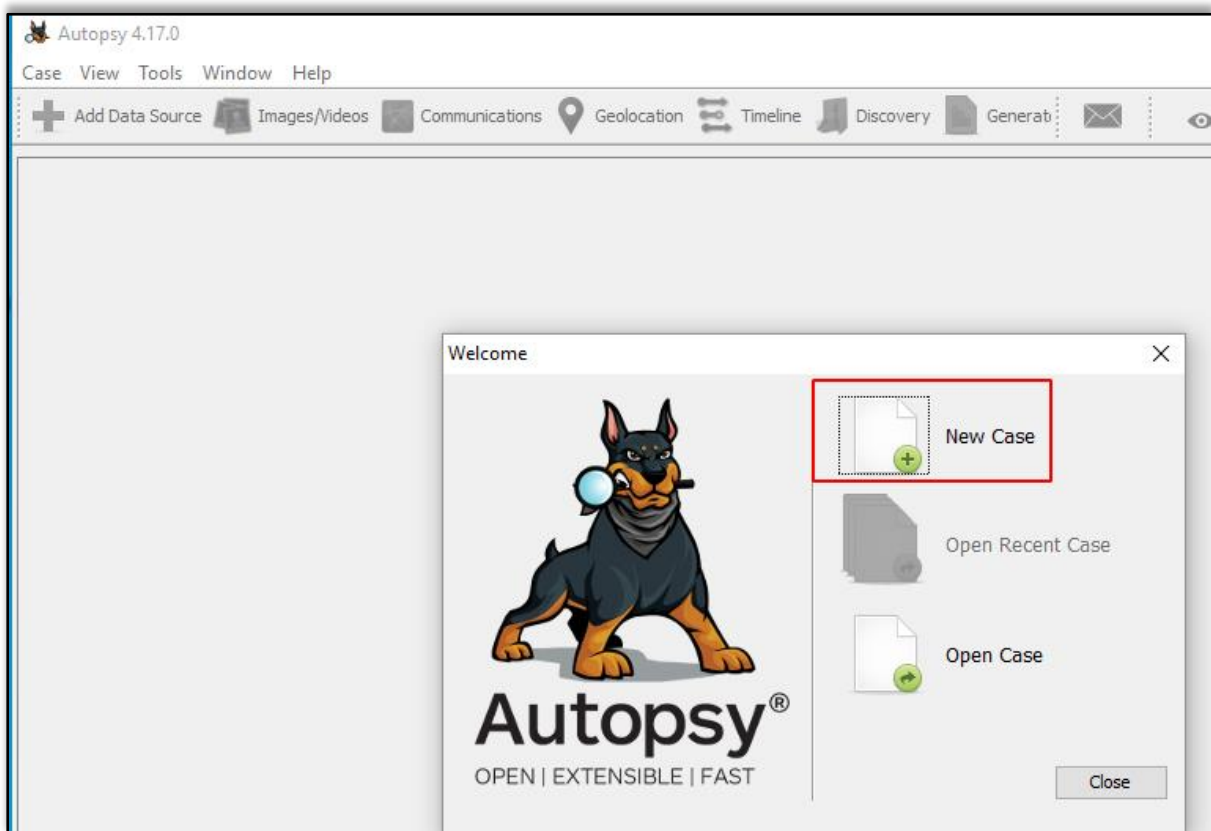 Autopsy 4.17.0
Case View Tools Window Help
Add Data Source Images/Videos Communications Geolocation Timeline Discovery Generat
Welcome
New Case
Open Recent Case
Open Case
Autopsy®
OPEN | EXTENSIBLE | FAST
Close